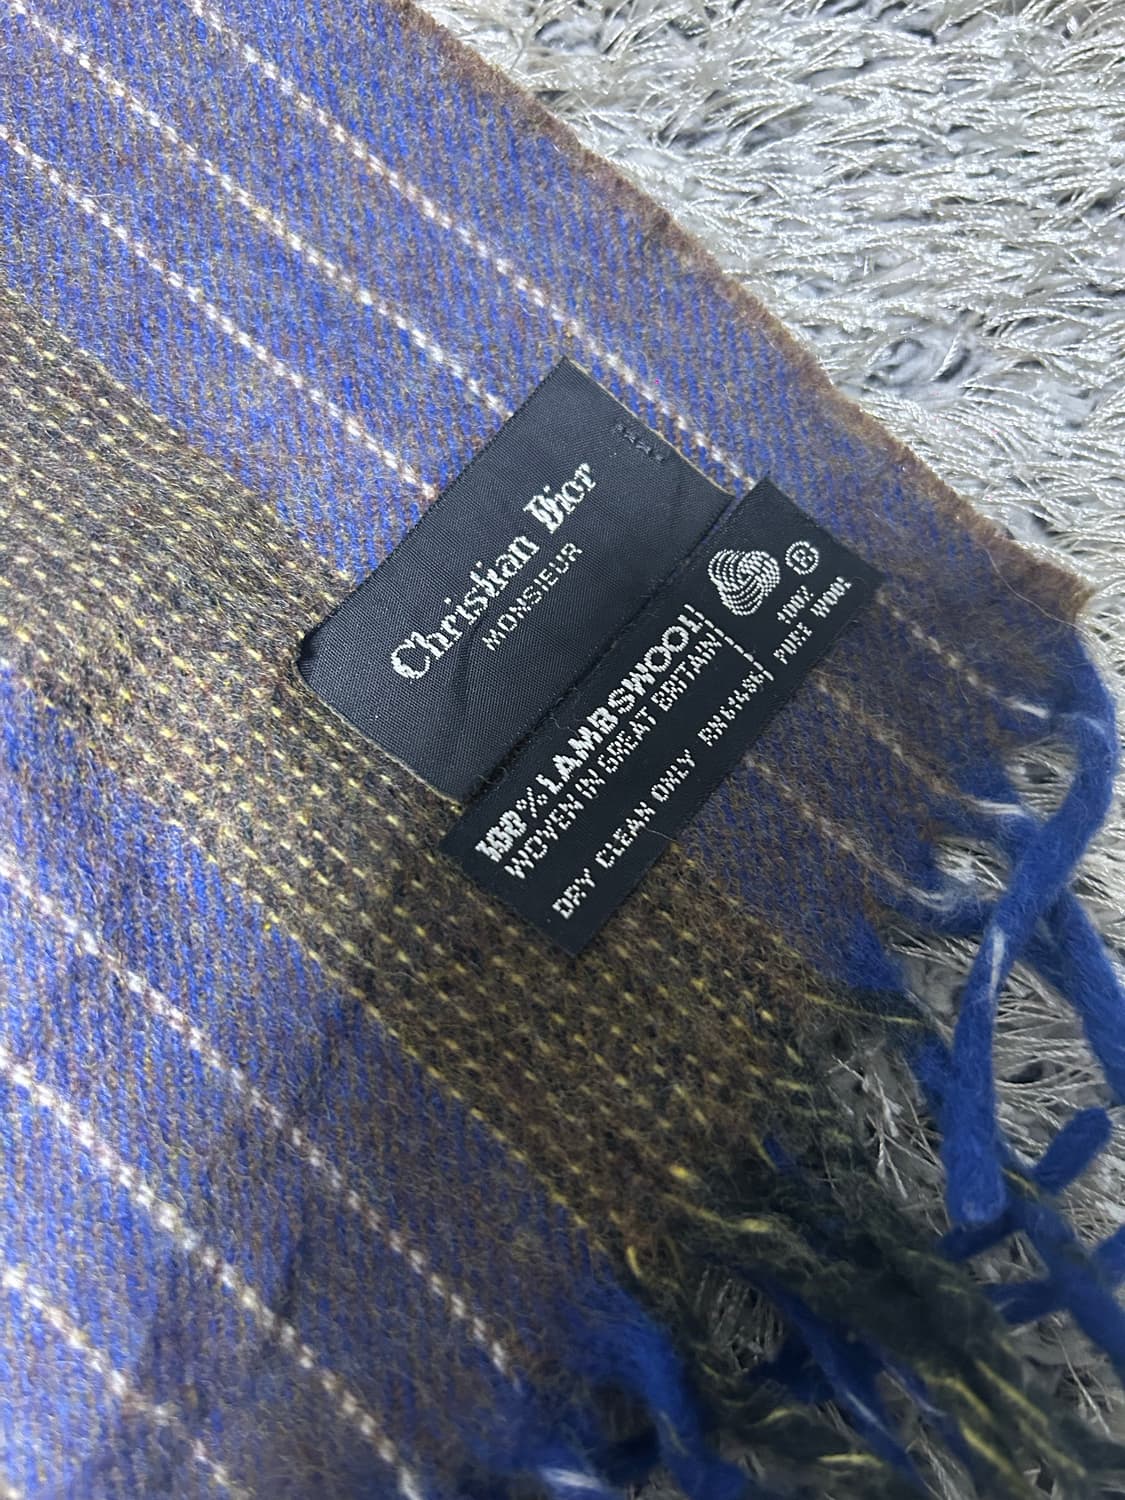 Christian Dior
MONSIEUR
100% LAMBSWOOL
WOVEN IN GREAT BRITAIN
DRY CLEAN ONLY
®
100%
PURE WOOL